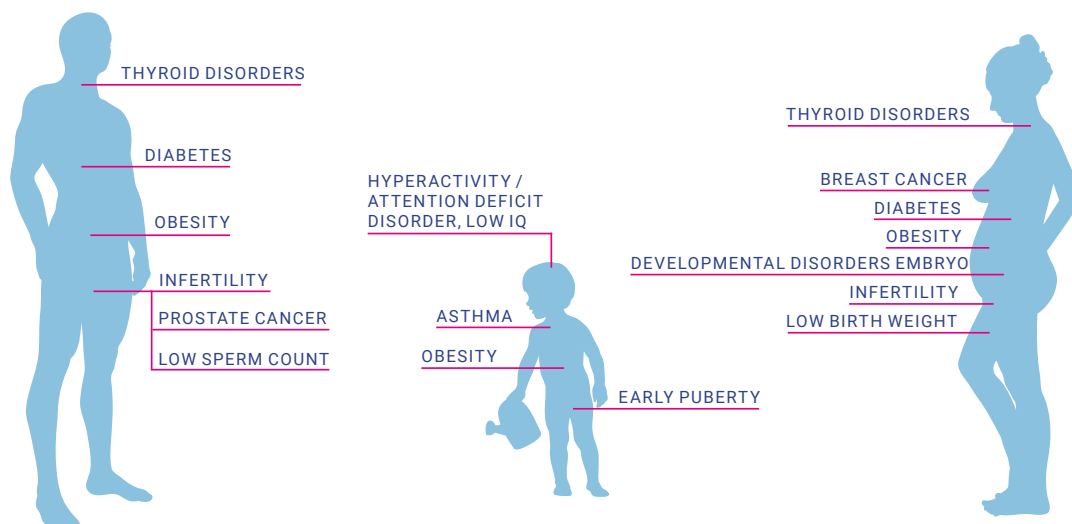 THYROID DISORDERS
DIABETES
OBESITY
INFERTILITY
PROSTATE CANCER
LOW SPERM COUNT
HYPERACTIVITY /
ATTENTION DEFICIT
DISORDER, LOW IQ
ASTHMA
OBESITY
EARLY PUBERTY
THYROID DISORDERS
BREAST CANCER
DIABETES
OBESITY
DEVELOPMENTAL DISORDERS EMBRYO
INFERTILITY
LOW BIRTH WEIGHT